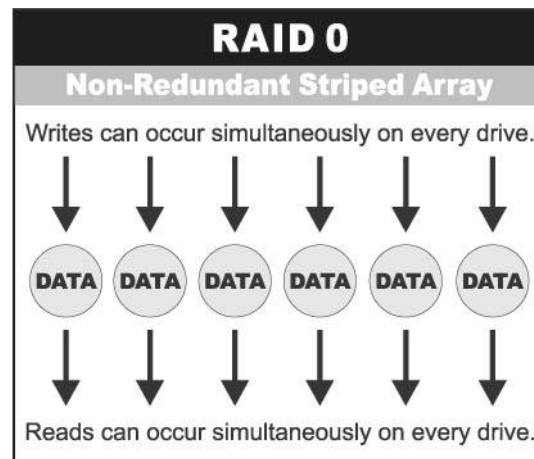 RAID 0
Non-Redundant Striped Array
Writes can occur simultaneously on every drive.
DATA DATA DATA DATA DATA DATA
Reads can occur simultaneously on every drive.